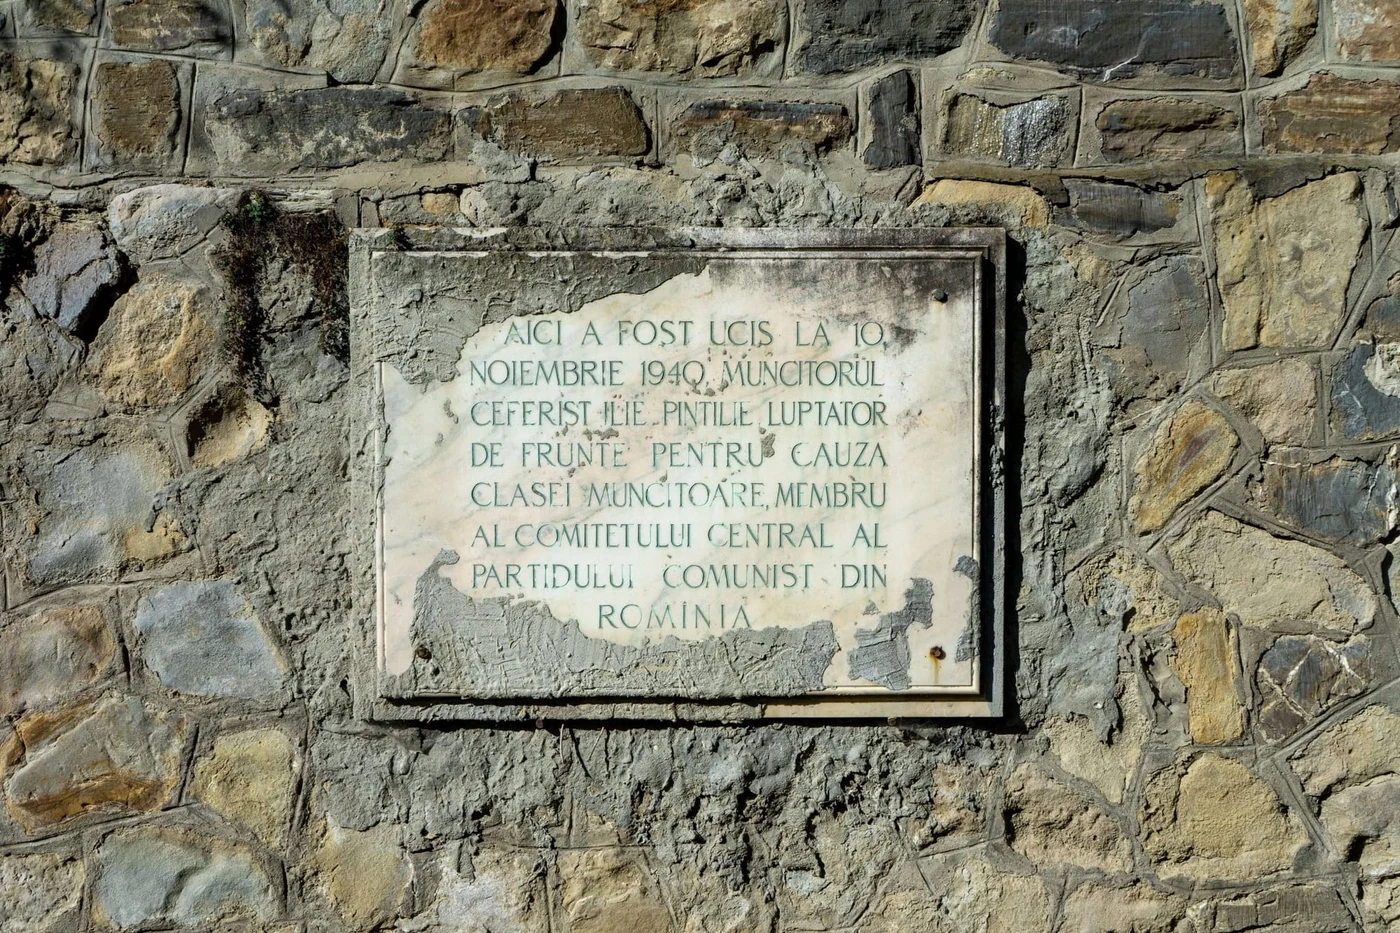 AICI A FOST UCIS LA 10,
NOIEMBRIE 1940, MUNCITORUL
CEFERIST ILIE PINTILIE LUPTATOR
DE FRUNTE PENTRU CAUZA
CLASEI MUNCITOARE, MEMBRU
AL COMITETULUI CENTRAL AL
PARTIDULUI COMUNIST DIN
ROMÎNIA